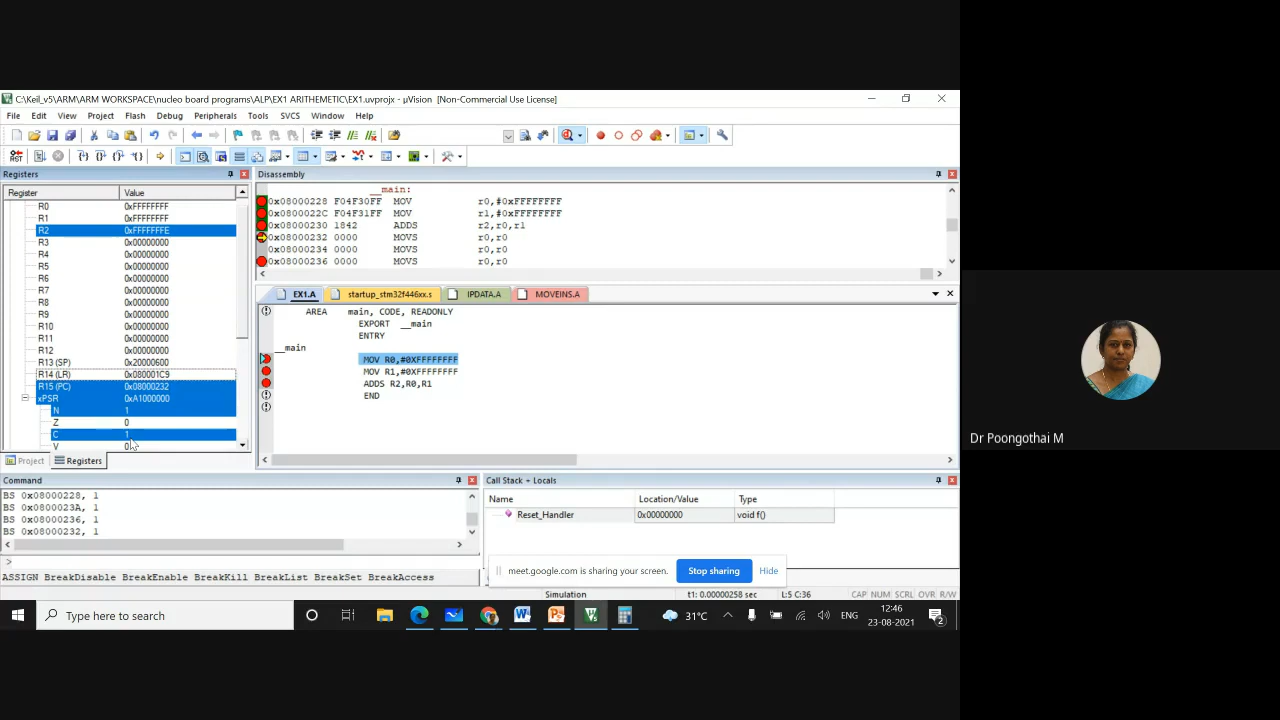 C:\Keil_v5\ARM\ARM WORKSPACE\nucleo board programs\ALP\EX1 ARITHEMETIC\EX1.uvprojx - µVision [Non-Commercial Use License]
File Edit View Project Flash Debug Peripherals Tools SVCS Window Help
Registers
Register Value
R0 0xFFFFFFFF
R1 0xFFFFFFFF
R2 0xFFFFFFFE
R3 0x00000000
R4 0x00000000
R5 0x00000000
R6 0x00000000
R7 0x00000000
R8 0x00000000
R9 0x00000000
R10 0x00000000
R11 0x00000000
R12 0x00000000
R13 (SP) 0x20000600
R14 (LR) 0x080001C9
R15 (PC) 0x08000232
xPSR 0xA1000000
N 1
Z 0
C 1
V 0
Project Registers
Disassembly
__main:
0x08000228 F04F30FF MOV r0,#0xFFFFFFFF
0x0800022C F04F31FF MOV r1,#0xFFFFFFFF
0x08000230 1842 ADDS r2,r0,r1
0x08000232 0000 MOVS r0,r0
0x08000234 0000 MOVS r0,r0
0x08000236 0000 MOVS r0,r0
EX1.A startup_stm32f446xx.s IPDATA.A MOVEINS.A
AREA main, CODE, READONLY
EXPORT __main
ENTRY
__main
MOV R0,#0XFFFFFFFF
MOV R1,#0XFFFFFFFF
ADDS R2,R0,R1
END
Command
BS 0x08000228, 1
BS 0x0800023A, 1
BS 0x08000236, 1
BS 0x08000232, 1
>
ASSIGN BreakDisable BreakEnable BreakKill BreakList BreakSet BreakAccess
Call Stack + Locals
Name Location/Value Type
Reset_Handler 0x00000000 void f()
meet.google.com is sharing your screen. Stop sharing Hide
Simulation t1: 0.00000258 sec L:5 C:36 CAP NUM SCRL OVR R/W
Type here to search
31°C ENG
12:46
23-08-2021
2
Dr Poongothai M